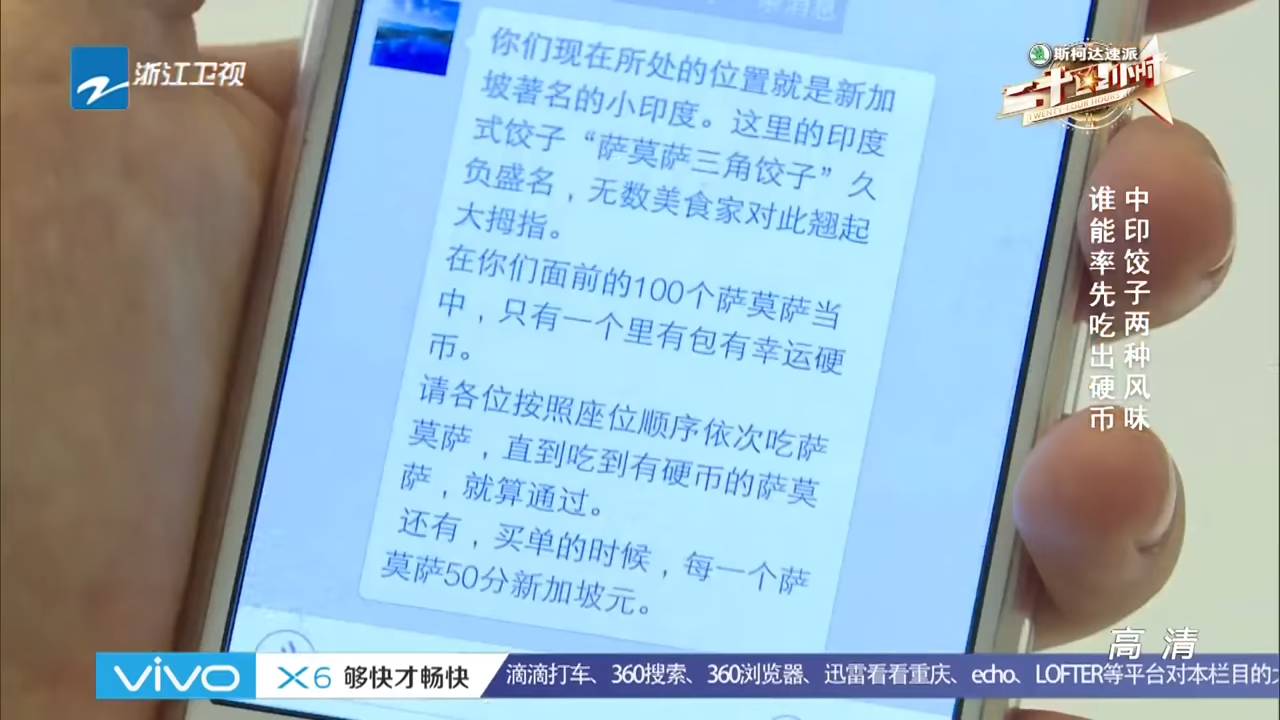 浙江卫视
斯柯达速派
二十四小时
TWENTY-FOUR HOURS
你们现在所处的位置就是新加
坡著名的小印度。这里的印度
式饺子“萨莫萨三角饺子”久
负盛名，无数美食家对此翘起
大拇指。
在你们面前的100个萨莫萨当
中，只有一个里有包有幸运硬
币。
请各位按照座位顺序依次吃萨
莫萨，直到吃到有硬币的萨莫
萨，就算通过。
还有，买单的时候，每一个萨
莫萨50分新加坡元。
中印饺子两种风味
谁能率先吃出硬币
高清
vivo X6 够快才畅快
滴滴打车、360搜索、360浏览器、迅雷看看重庆、echo、LOFTER等平台对本栏目的